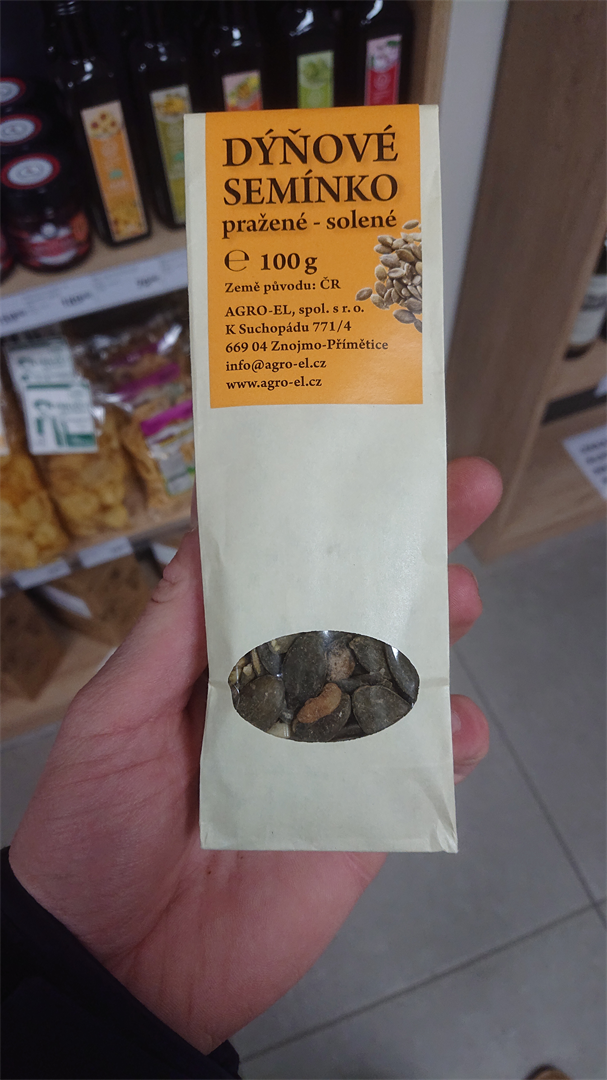 DÝŇOVÉ
SEMÍNKO
pražené - solené
℮ 100 g
Země původu: ČR
AGRO-EL, spol. s r. o.
K Suchopádu 771/4
669 04 Znojmo-Přímětice
info@agro-el.cz
www.agro-el.cz